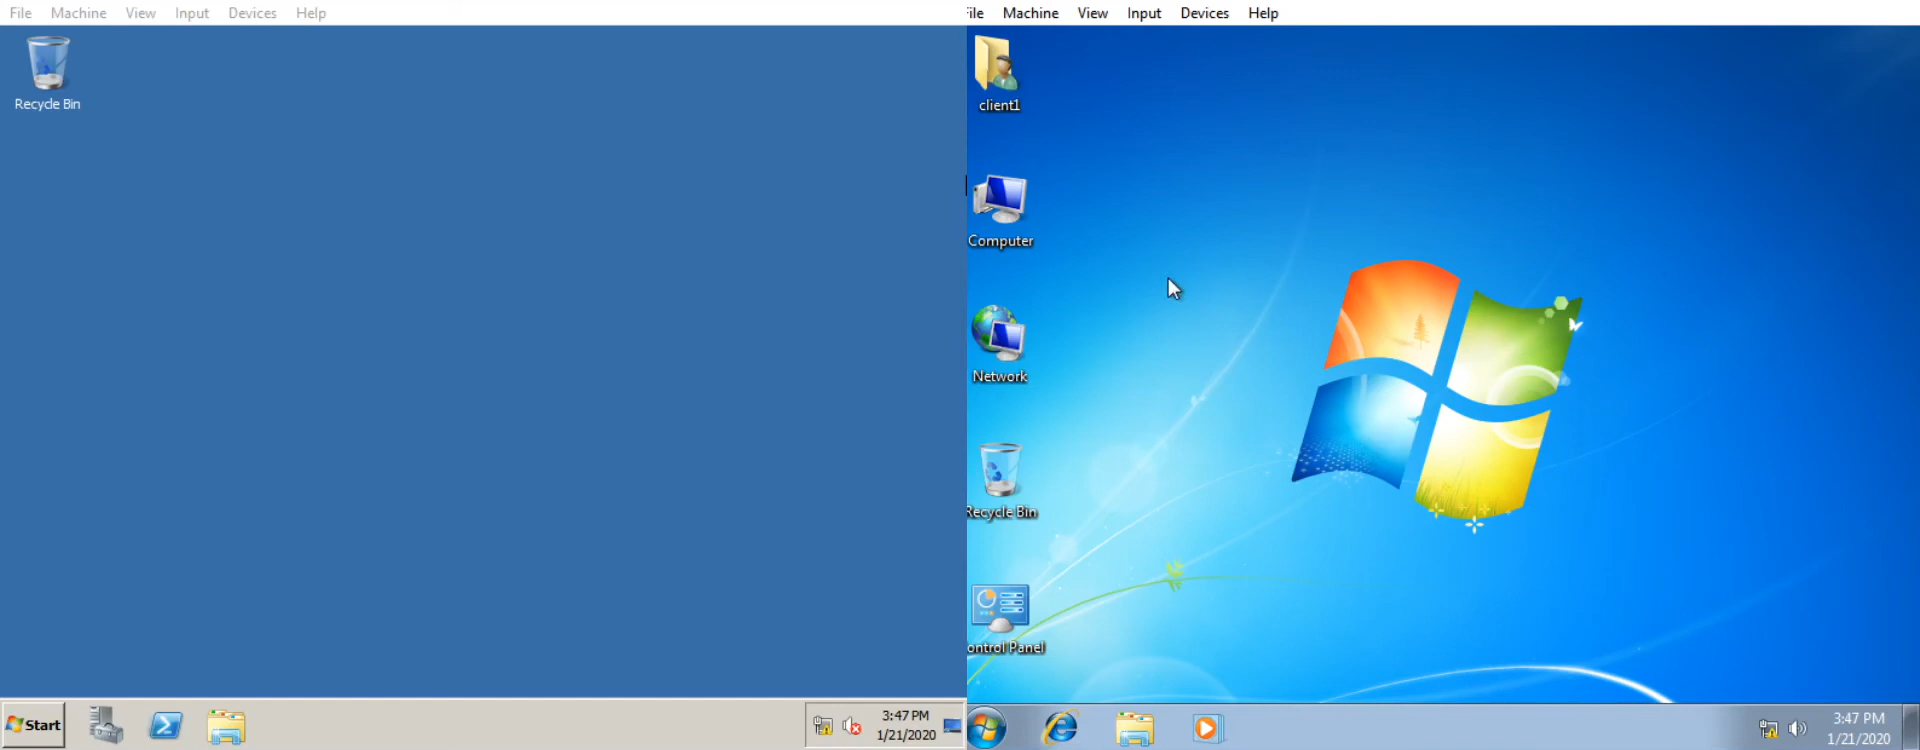 File Machine View Input Devices Help
Recycle Bin
Start
3:47 PM
1/21/2020
ile Machine View Input Devices Help
client1
Computer
Network
Recycle Bin
ontrol Panel
3:47 PM
1/21/2020